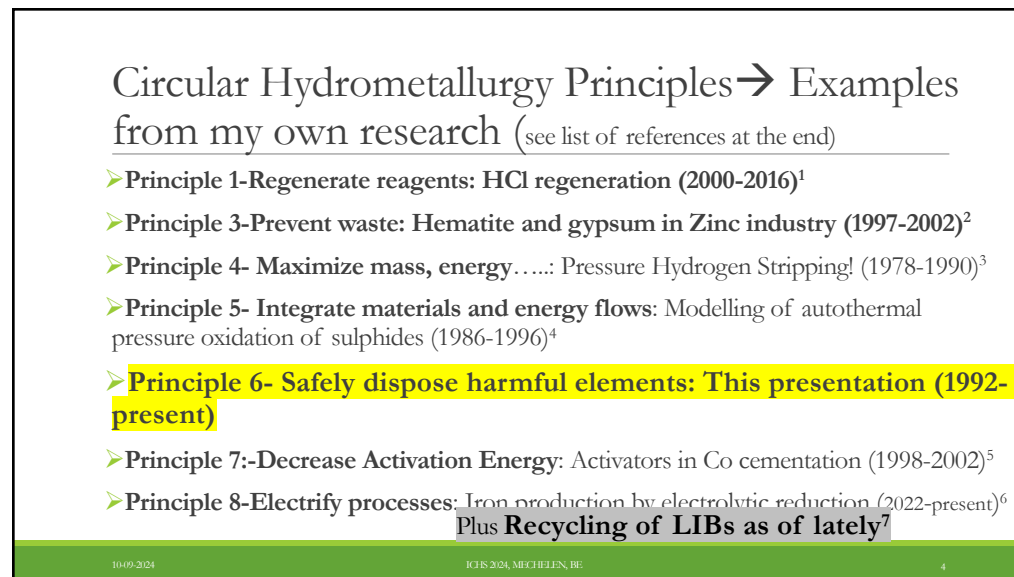 Circular Hydrometallurgy Principles→ Examples
from my own research (see list of references at the end)
➢Principle 1-Regenerate reagents: HCl regeneration (2000-2016)¹
➢Principle 3-Prevent waste: Hematite and gypsum in Zinc industry (1997-2002)²
➢Principle 4- Maximize mass, energy…..: Pressure Hydrogen Stripping! (1978-1990)³
➢Principle 5- Integrate materials and energy flows: Modelling of autothermal
pressure oxidation of sulphides (1986-1996)⁴
➢Principle 6- Safely dispose harmful elements: This presentation (1992-
present)
➢Principle 7:-Decrease Activation Energy: Activators in Co cementation (1998-2002)⁵
➢Principle 8-Electrify processes: Iron production by electrolytic reduction (2022-present)⁶
Plus Recycling of LIBs as of lately⁷
10-09-2024 ICHS 2024, MECHELEN, BE 4